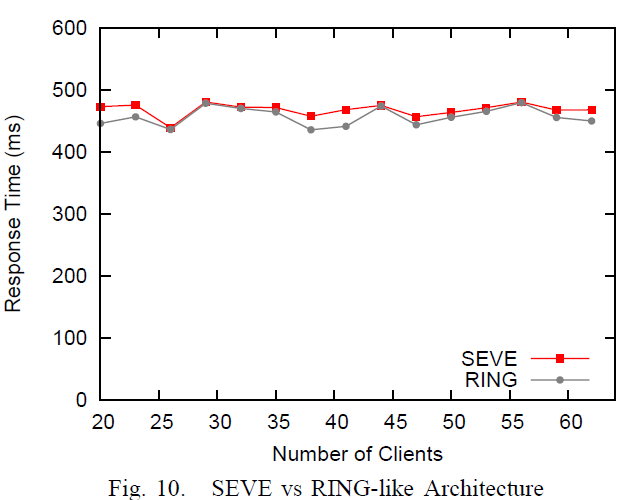 600
500
400
300
200
100
0
Response Time (ms)
SEVE
RING
20 25 30 35 40 45 50 55 60
Number of Clients
Fig. 10. SEVE vs RING-like Architecture